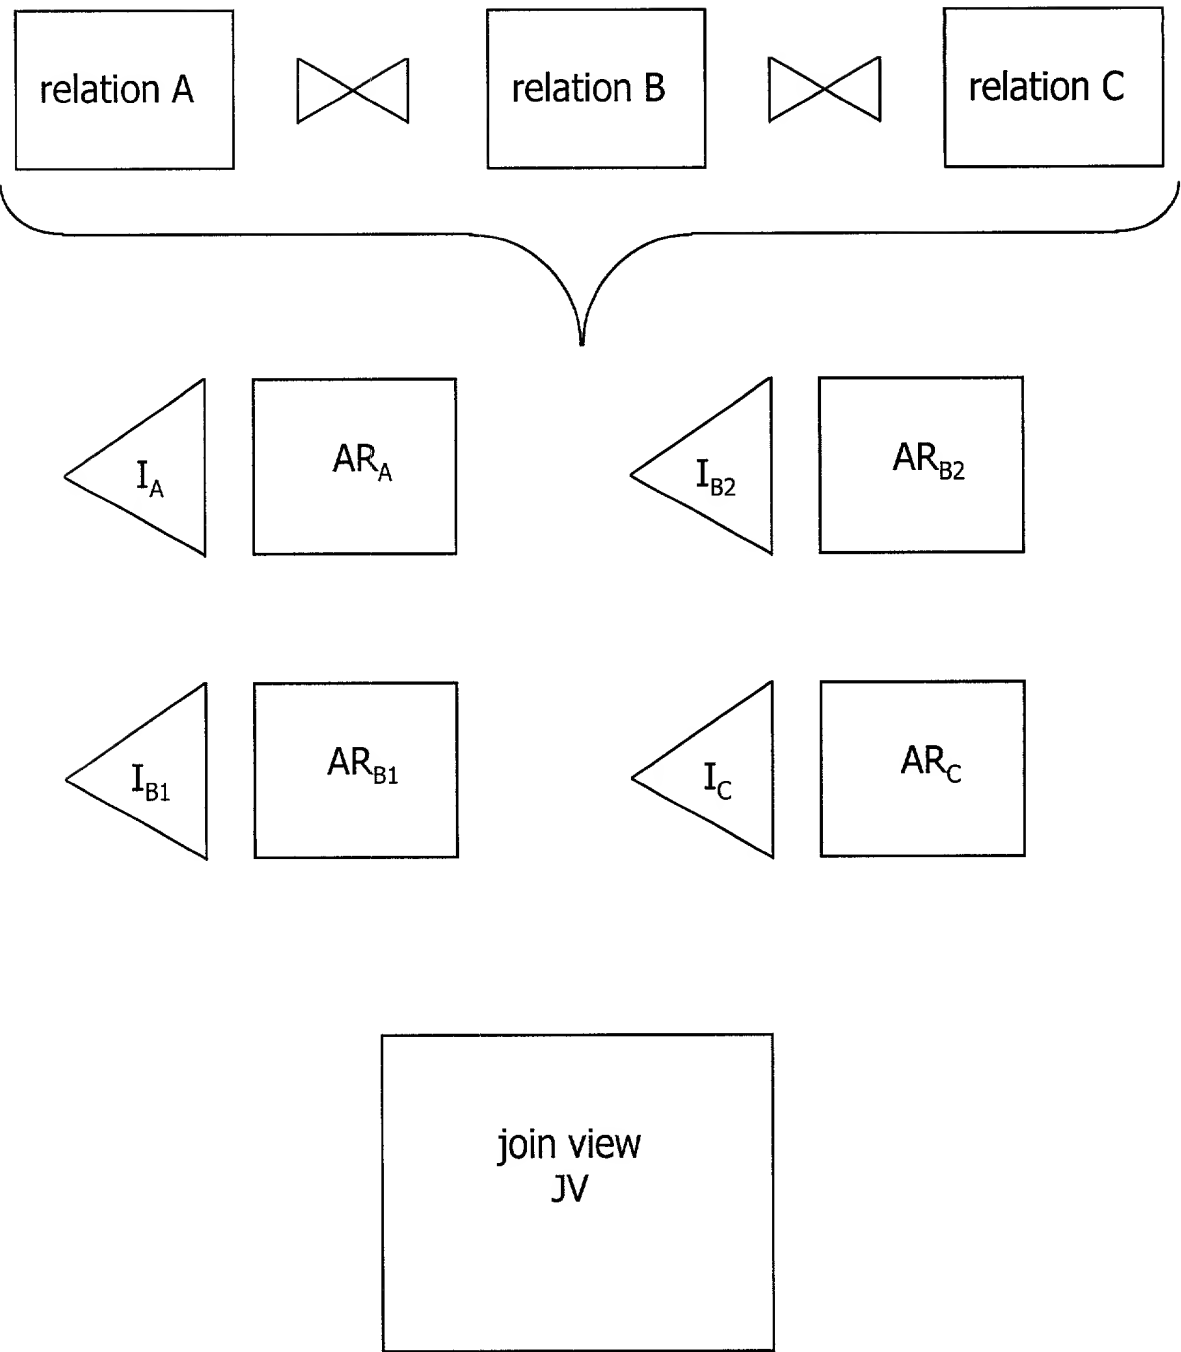 relation A
relation B
relation C
I_A
AR_A
I_B2
AR_B2
I_B1
AR_B1
I_C
AR_C
join view
JV